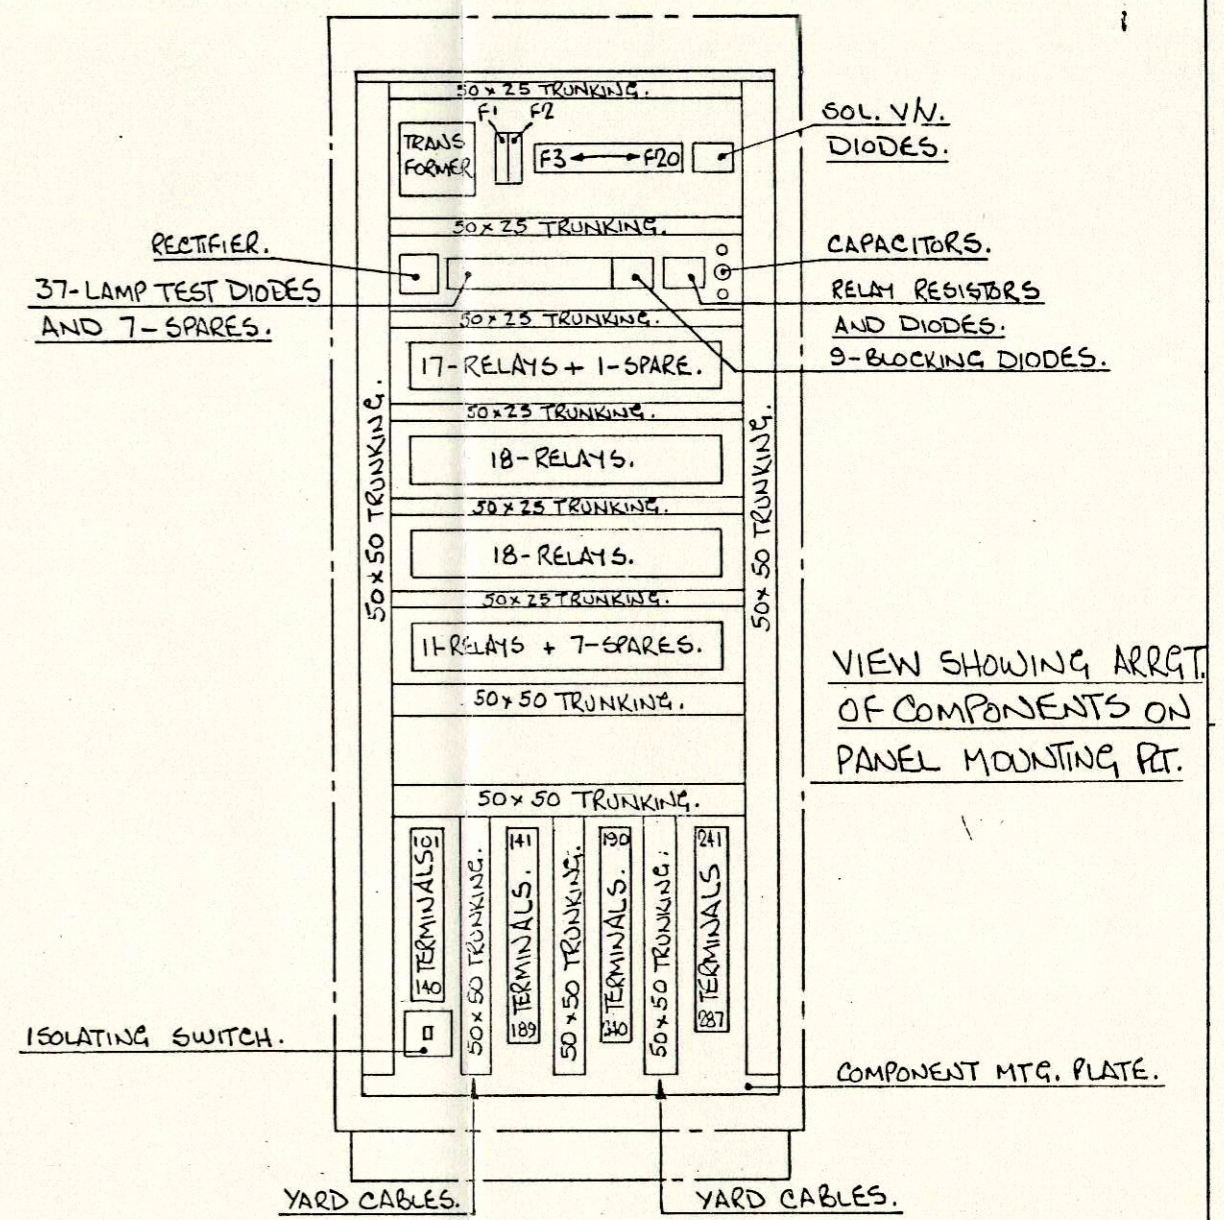 50 x 25 TRUNKING.
F1 F2
TRANS
FORMER
F3 F20
SOL. V/V.
DIODES.
50 x 25 TRUNKING.
RECTIFIER.
37-LAMP TEST DIODES
AND 7-SPARES.
CAPACITORS.
RELAY RESISTORS
AND DIODES.
9-BLOCKING DIODES.
50 x 25 TRUNKING.
17-RELAYS + 1-SPARE.
50 x 25 TRUNKING.
18-RELAYS.
50 x 25 TRUNKING.
18-RELAYS.
50 x 25 TRUNKING.
11-RELAYS + 7-SPARES.
50 x 50 TRUNKING.
50 x 50 TRUNKING.
50 x 50 TRUNKING.
50 x 50 TRUNKING.
VIEW SHOWING ARRGT.
OF COMPONENTS ON
PANEL MOUNTING PLT.
101
TERMINALS
140
50 x 50 TRUNKING.
141
TERMINALS.
189
50 x 50 TRUNKING.
190
TERMINALS.
240
50 x 50 TRUNKING.
241
TERMINALS
287
ISOLATING SWITCH.
COMPONENT MTG. PLATE.
YARD CABLES.
YARD CABLES.